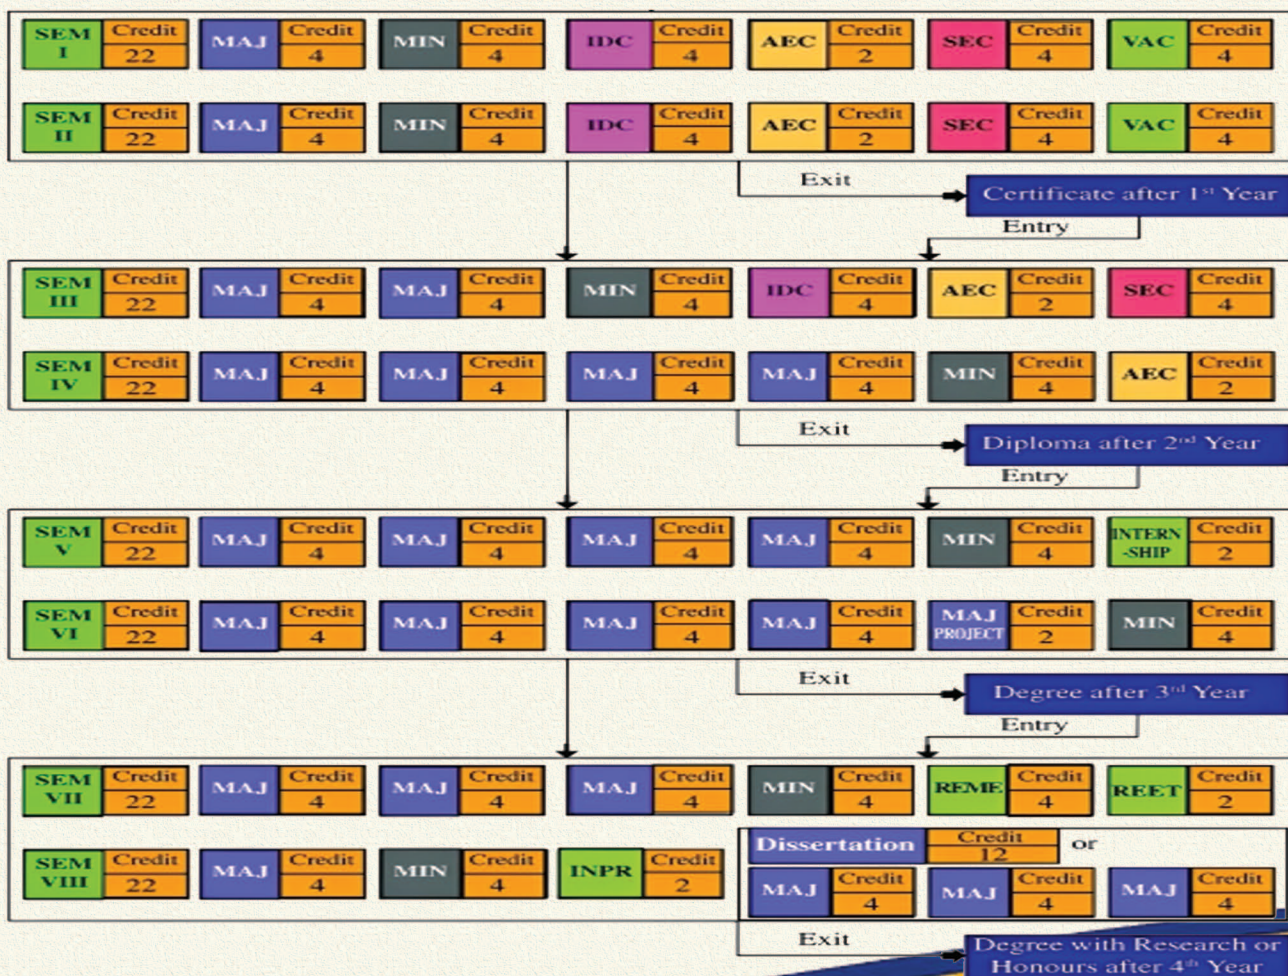 SEM I Credit 22 MAJ Credit 4 MIN Credit 4 IDC Credit 4 AEC Credit 2 SEC Credit 4 VAC Credit 4
SEM II Credit 22 MAJ Credit 4 MIN Credit 4 IDC Credit 4 AEC Credit 2 SEC Credit 4 VAC Credit 4
Exit
Certificate after 1st Year
Entry
SEM III Credit 22 MAJ Credit 4 MAJ Credit 4 MIN Credit 4 IDC Credit 4 AEC Credit 2 SEC Credit 4
SEM IV Credit 22 MAJ Credit 4 MAJ Credit 4 MAJ Credit 4 MAJ Credit 4 MIN Credit 4 AEC Credit 2
Exit
Diploma after 2nd Year
Entry
SEM V Credit 22 MAJ Credit 4 MAJ Credit 4 MAJ Credit 4 MAJ Credit 4 MIN Credit 4 INTERN-SHIP Credit 2
SEM VI Credit 22 MAJ Credit 4 MAJ Credit 4 MAJ Credit 4 MAJ Credit 4 MAJ PROJECT Credit 2 MIN Credit 4
Exit
Degree after 3rd Year
Entry
SEM VII Credit 22 MAJ Credit 4 MAJ Credit 4 MAJ Credit 4 MIN Credit 4 REME Credit 4 REET Credit 2
SEM VIII Credit 22 MAJ Credit 4 MIN Credit 4 INPR Credit 2
Dissertation Credit 12 or
MAJ Credit 4 MAJ Credit 4 MAJ Credit 4
Exit
Degree with Research or
Honours after 4th Year